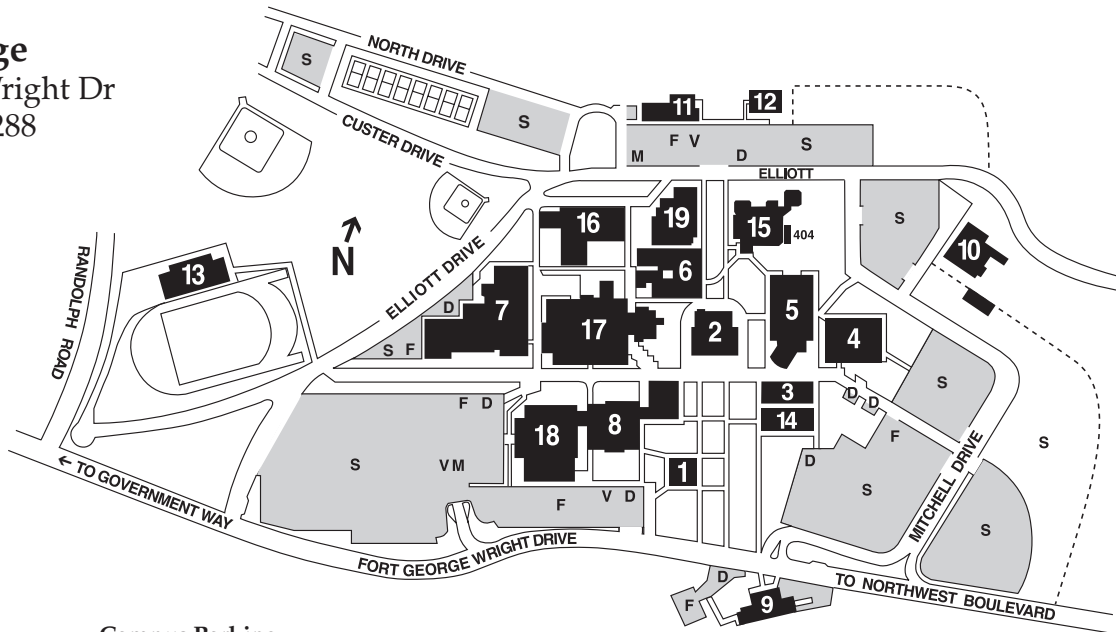 ge
Wright Dr
288
NORTH DRIVE
S
S
CUSTER DRIVE
11
12
F V
M
D
S
ELLIOTT
N
16
19
15
404
S
10
6
RANDOLPH ROAD
13
ELLIOTT DRIVE
D
7
17
2
5
4
S F
S
F D
3
D
D
14
18
8
F
S
V M
1
D
S
S
MITCHELL DRIVE
F
V D
S
← TO GOVERNMENT WAY
FORT GEORGE WRIGHT DRIVE
D
F
9
TO NORTHWEST BOULEVARD
Campus Parking